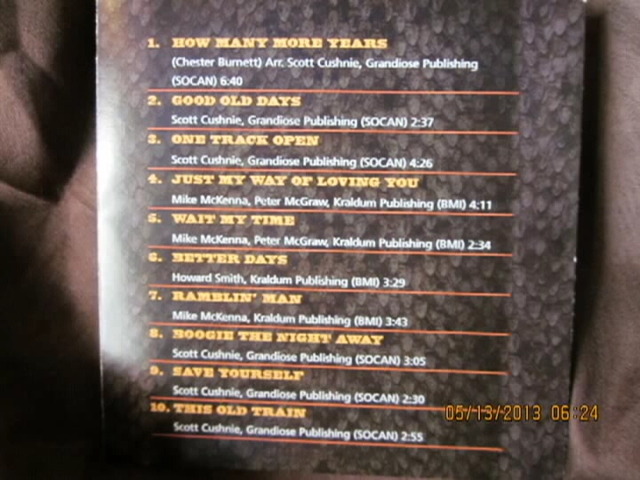 1. HOW MANY MORE YEARS
(Chester Burnett) Arr. Scott Cushnie, Grandiose Publishing
(SOCAN) 6:40
2. GOOD OLD DAYS
Scott Cushnie, Grandiose Publishing (SOCAN) 2:37
3. ONE TRACK OPEN
Scott Cushnie, Grandiose Publishing (SOCAN) 4:26
4. JUST MY WAY OF LOVING YOU
Mike McKenna, Peter McGraw, Kraldum Publishing (BMI) 4:11
5. WAIT MY TIME
Mike McKenna, Peter McGraw, Kraldum Publishing (BMI) 2:34
6. BETTER DAYS
Howard Smith, Kraldum Publishing (BMI) 3:29
7. RAMBLIN' MAN
Mike McKenna, Kraldum Publishing (BMI) 3:43
8. BOOGIE THE NIGHT AWAY
Scott Cushnie, Grandiose Publishing (SOCAN) 3:05
9. SAVE YOURSELF
Scott Cushnie, Grandiose Publishing (SOCAN) 2:30
10. THIS OLD TRAIN
Scott Cushnie, Grandiose Publishing (SOCAN) 2:55
05/13/2013 06:24